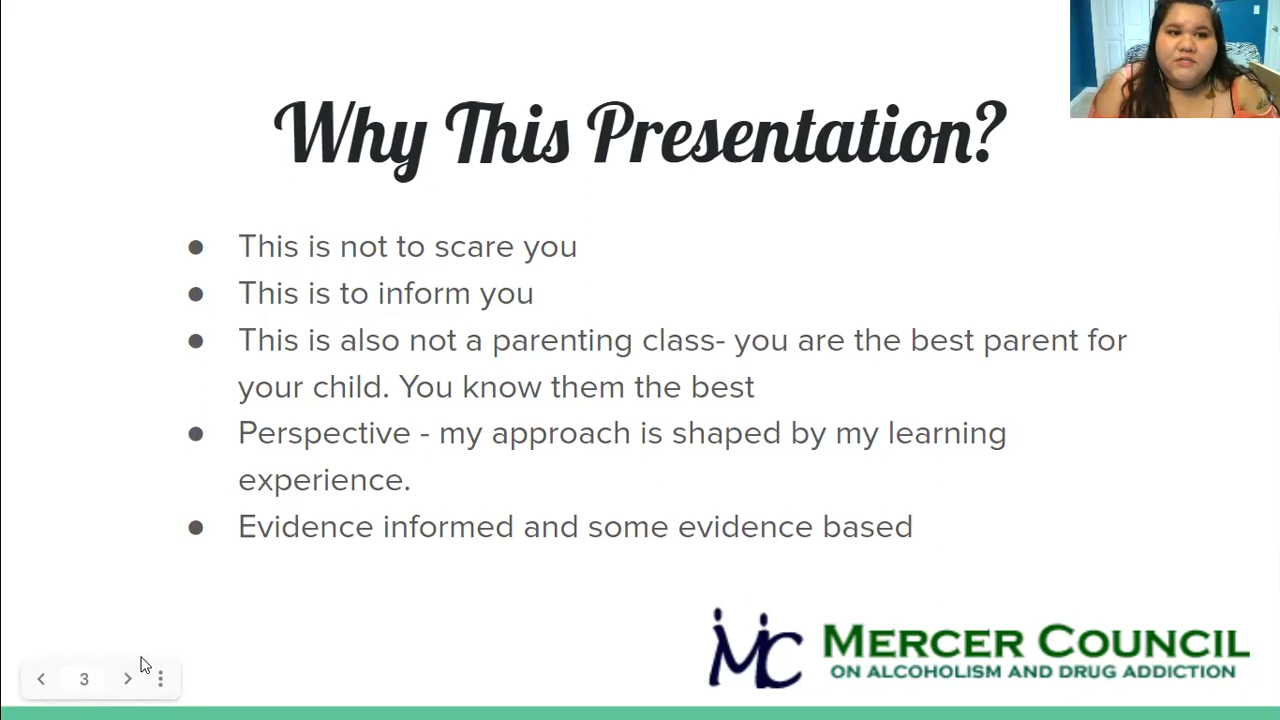 Why This Presentation?
● This is not to scare you
● This is to inform you
● This is also not a parenting class- you are the best parent for
your child. You know them the best
● Perspective - my approach is shaped by my learning
experience.
● Evidence informed and some evidence based
MC MERCER COUNCIL
ON ALCOHOLISM AND DRUG ADDICTION
3